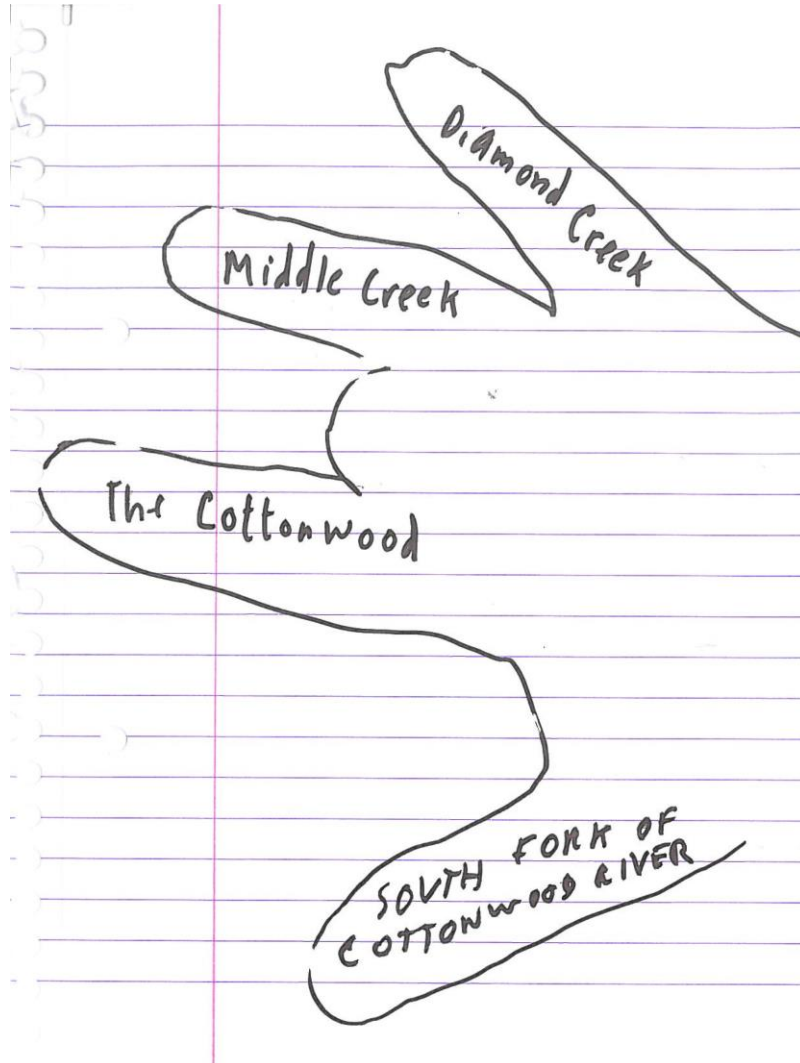 Diamond Creek
Middle Creek
The Cottonwood
SOUTH FORK OF
COTTONWOOD RIVER